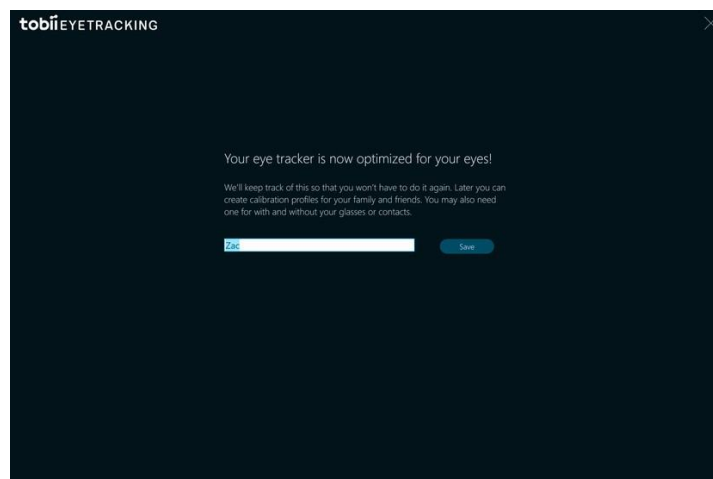 tobii EYETRACKING
Your eye tracker is now optimized for your eyes!
We'll keep track of this so that you won't have to do it again. Later you can
create calibration profiles for your family and friends. You may also need
one for with and without your glasses or contacts.
Zac
Save